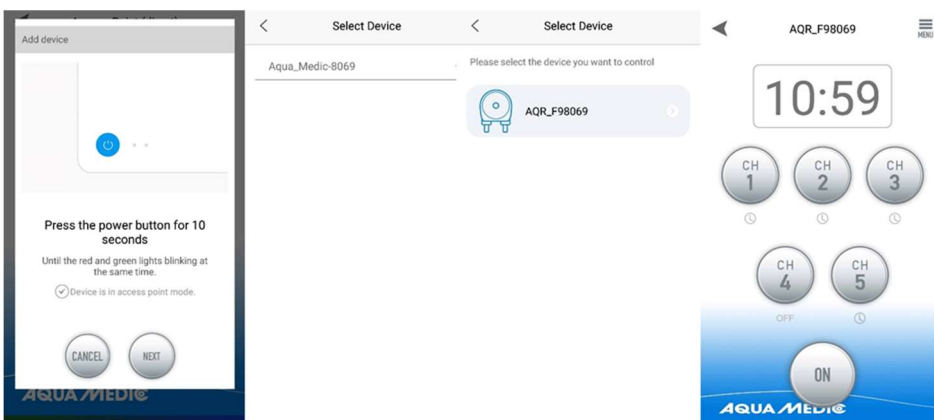 Add device
Press the power button for 10
seconds
Until the red and green lights blinking at
the same time.
Device is in access point mode.
CANCEL
NEXT
AQUA MEDIC
Select Device
Aqua_Medic-8069
Select Device
Please select the device you want to control
AQR_F98069
AQR_F98069
MENU
10:59
CH
1
CH
2
CH
3
CH
4
CH
5
OFF
ON
AQUA MEDIC